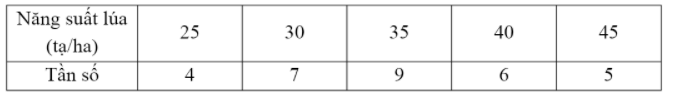 Năng suất lúa (tạ/ha) 25 30 35 40 45
Tần số 4 7 9 6 5